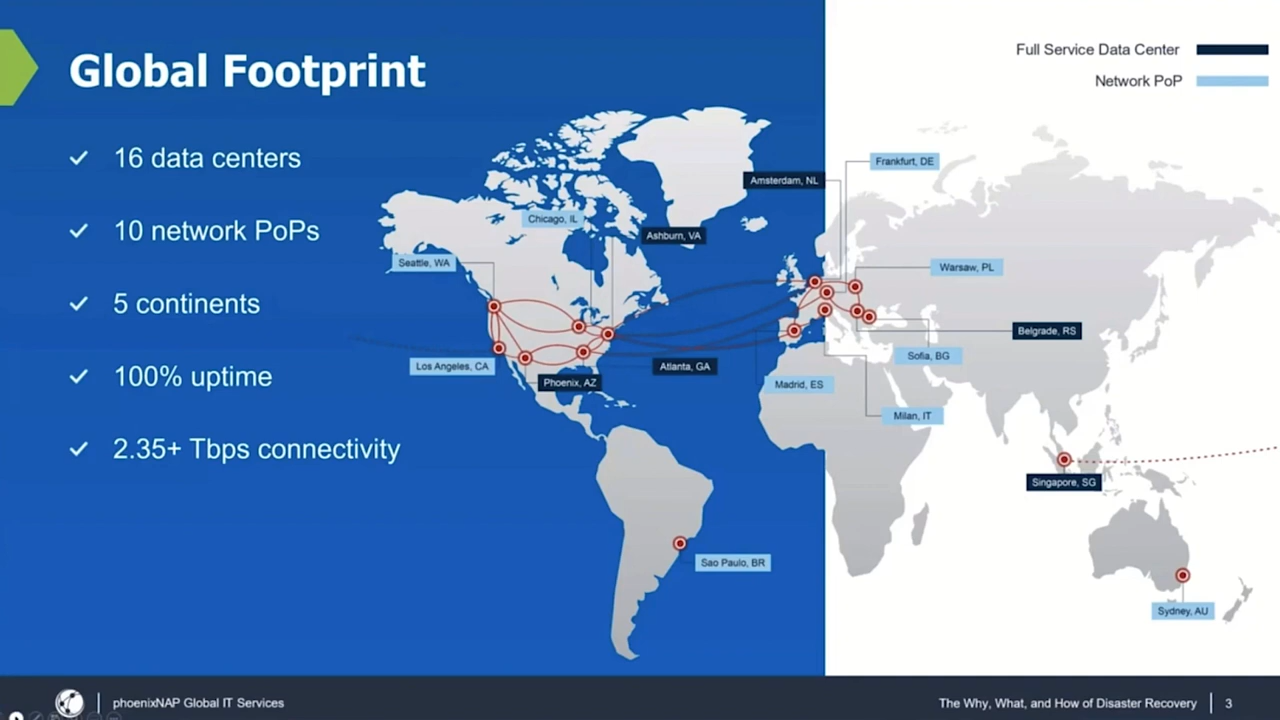 Global Footprint
16 data centers
10 network PoPs
5 continents
100% uptime
2.35+ Tbps connectivity
Full Service Data Center
Network PoP
Frankfurt, DE
Amsterdam, NL
Chicago, IL
Ashburn, VA
Seattle, WA
Warsaw, PL
Belgrade, RS
Sofia, BG
Los Angeles, CA
Phoenix, AZ
Atlanta, GA
Madrid, ES
Milan, IT
Singapore, SG
Sao Paulo, BR
Sydney, AU
phoenixNAP Global IT Services
The Why, What, and How of Disaster Recovery
3